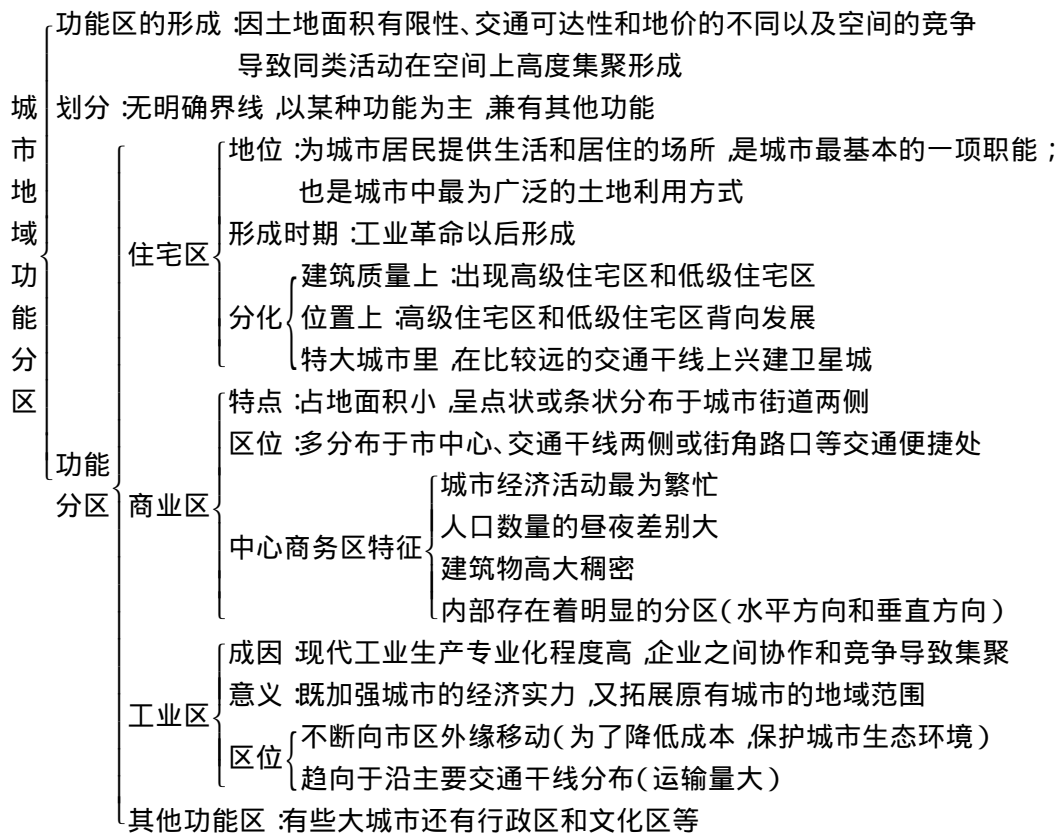 功能区的形成:因土地面积有限性、交通可达性和地价的不同以及空间的竞争
导致同类活动在空间上高度集聚形成
城市地域功能分区
划分:无明确界线,以某种功能为主,兼有其他功能
功能分区
住宅区
地位:为城市居民提供生活和居住的场所,是城市最基本的一项职能;
也是城市中最为广泛的土地利用方式
形成时期:工业革命以后形成
分化
建筑质量上:出现高级住宅区和低级住宅区
位置上:高级住宅区和低级住宅区背向发展
特大城市里,在比较远的交通干线上兴建卫星城
商业区
特点:占地面积小,呈点状或条状分布于城市街道两侧
区位:多分布于市中心、交通干线两侧或街角路口等交通便捷处
中心商务区特征
城市经济活动最为繁忙
人口数量的昼夜差别大
建筑物高大稠密
内部存在着明显的分区(水平方向和垂直方向)
工业区
成因:现代工业生产专业化程度高,企业之间协作和竞争导致集聚
意义:既加强城市的经济实力,又拓展原有城市的地域范围
区位
不断向市区外缘移动(为了降低成本,保护城市生态环境)
趋向于沿主要交通干线分布(运输量大)
其他功能区:有些大城市还有行政区和文化区等